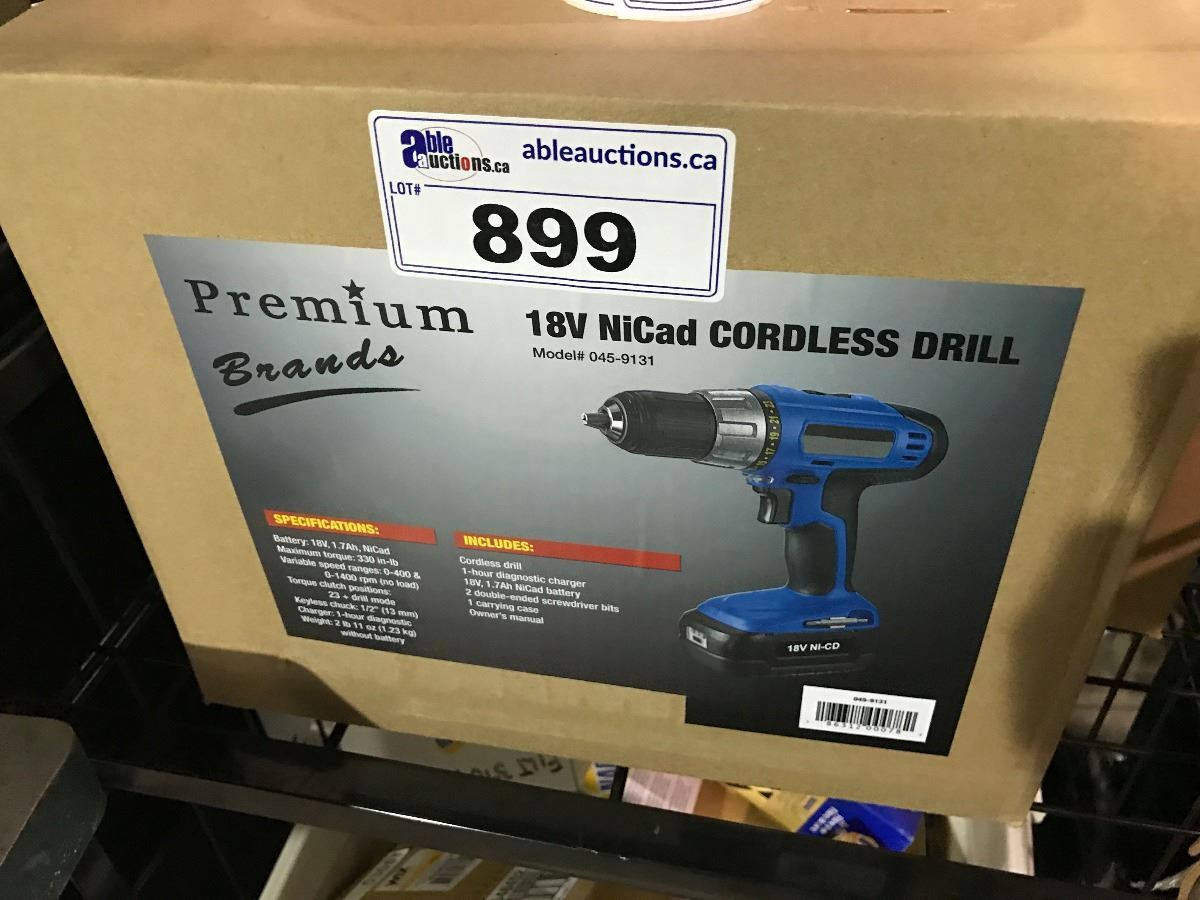 able auctions.ca
ableauctions.ca
LOT#
899
Premium
Brands
18V NiCad CORDLESS DRILL
Model# 045-9131
SPECIFICATIONS:
Battery: 18V, 1.7Ah, NiCad
Maximum torque: 330 in-lb
Variable speed ranges: 0-400 &
0-1400 rpm (no load)
Torque clutch positions:
23 + drill mode
Keyless chuck: 1/2" (13 mm)
Charger: 1-hour diagnostic
Weight: 2 lb 11 oz (1.23 kg)
without battery
INCLUDES:
Cordless drill
1-hour diagnostic charger
18V, 1.7Ah NiCad battery
2 double-ended screwdriver bits
1 carrying case
Owner's manual
18V NI-CD
045-9131